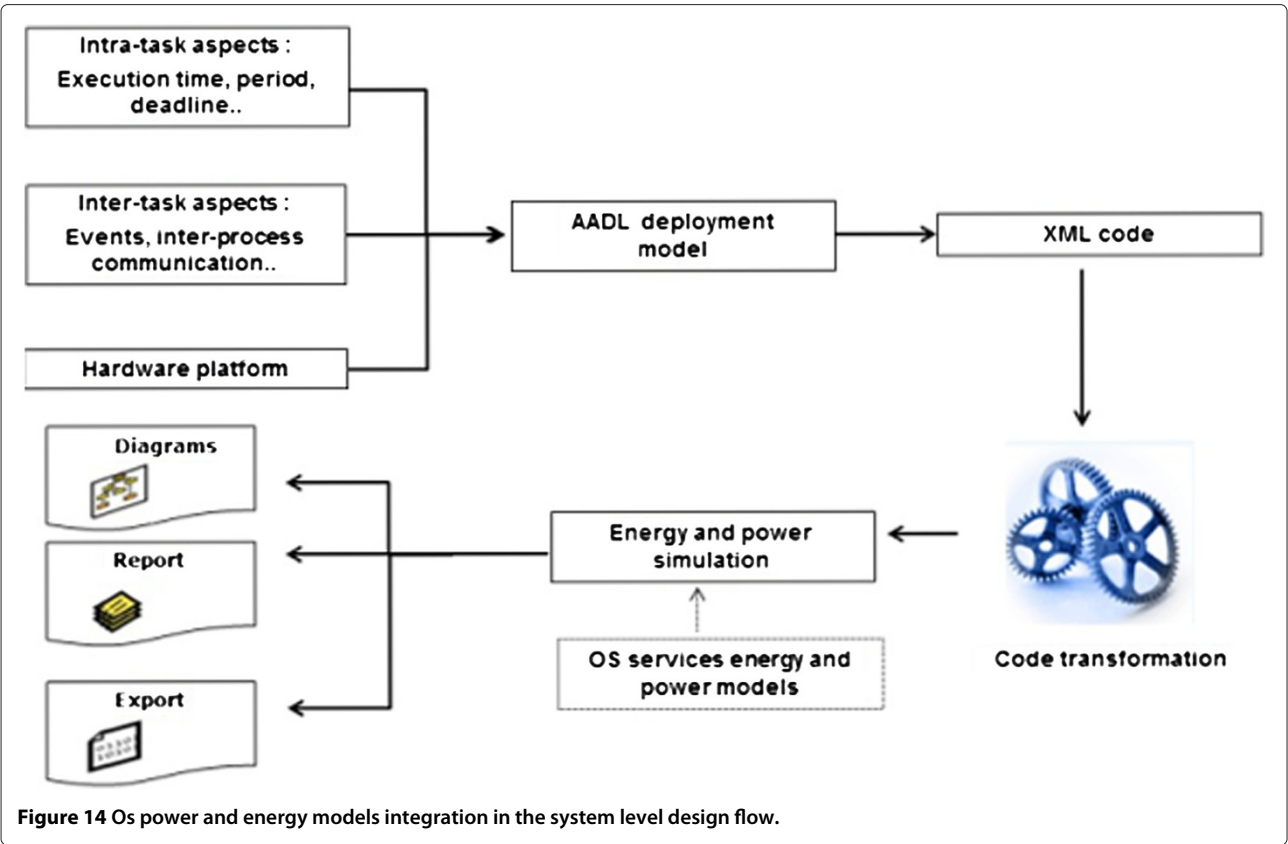 Intra-task aspects :
Execution time, period,
deadline..
Inter-task aspects :
Events, inter-process
communication..
Hardware platform
AADL deployment
model
XML code
Code transformation
Energy and power
simulation
OS services energy and
power models
Diagrams
Report
Export
Figure 14 Os power and energy models integration in the system level design flow.